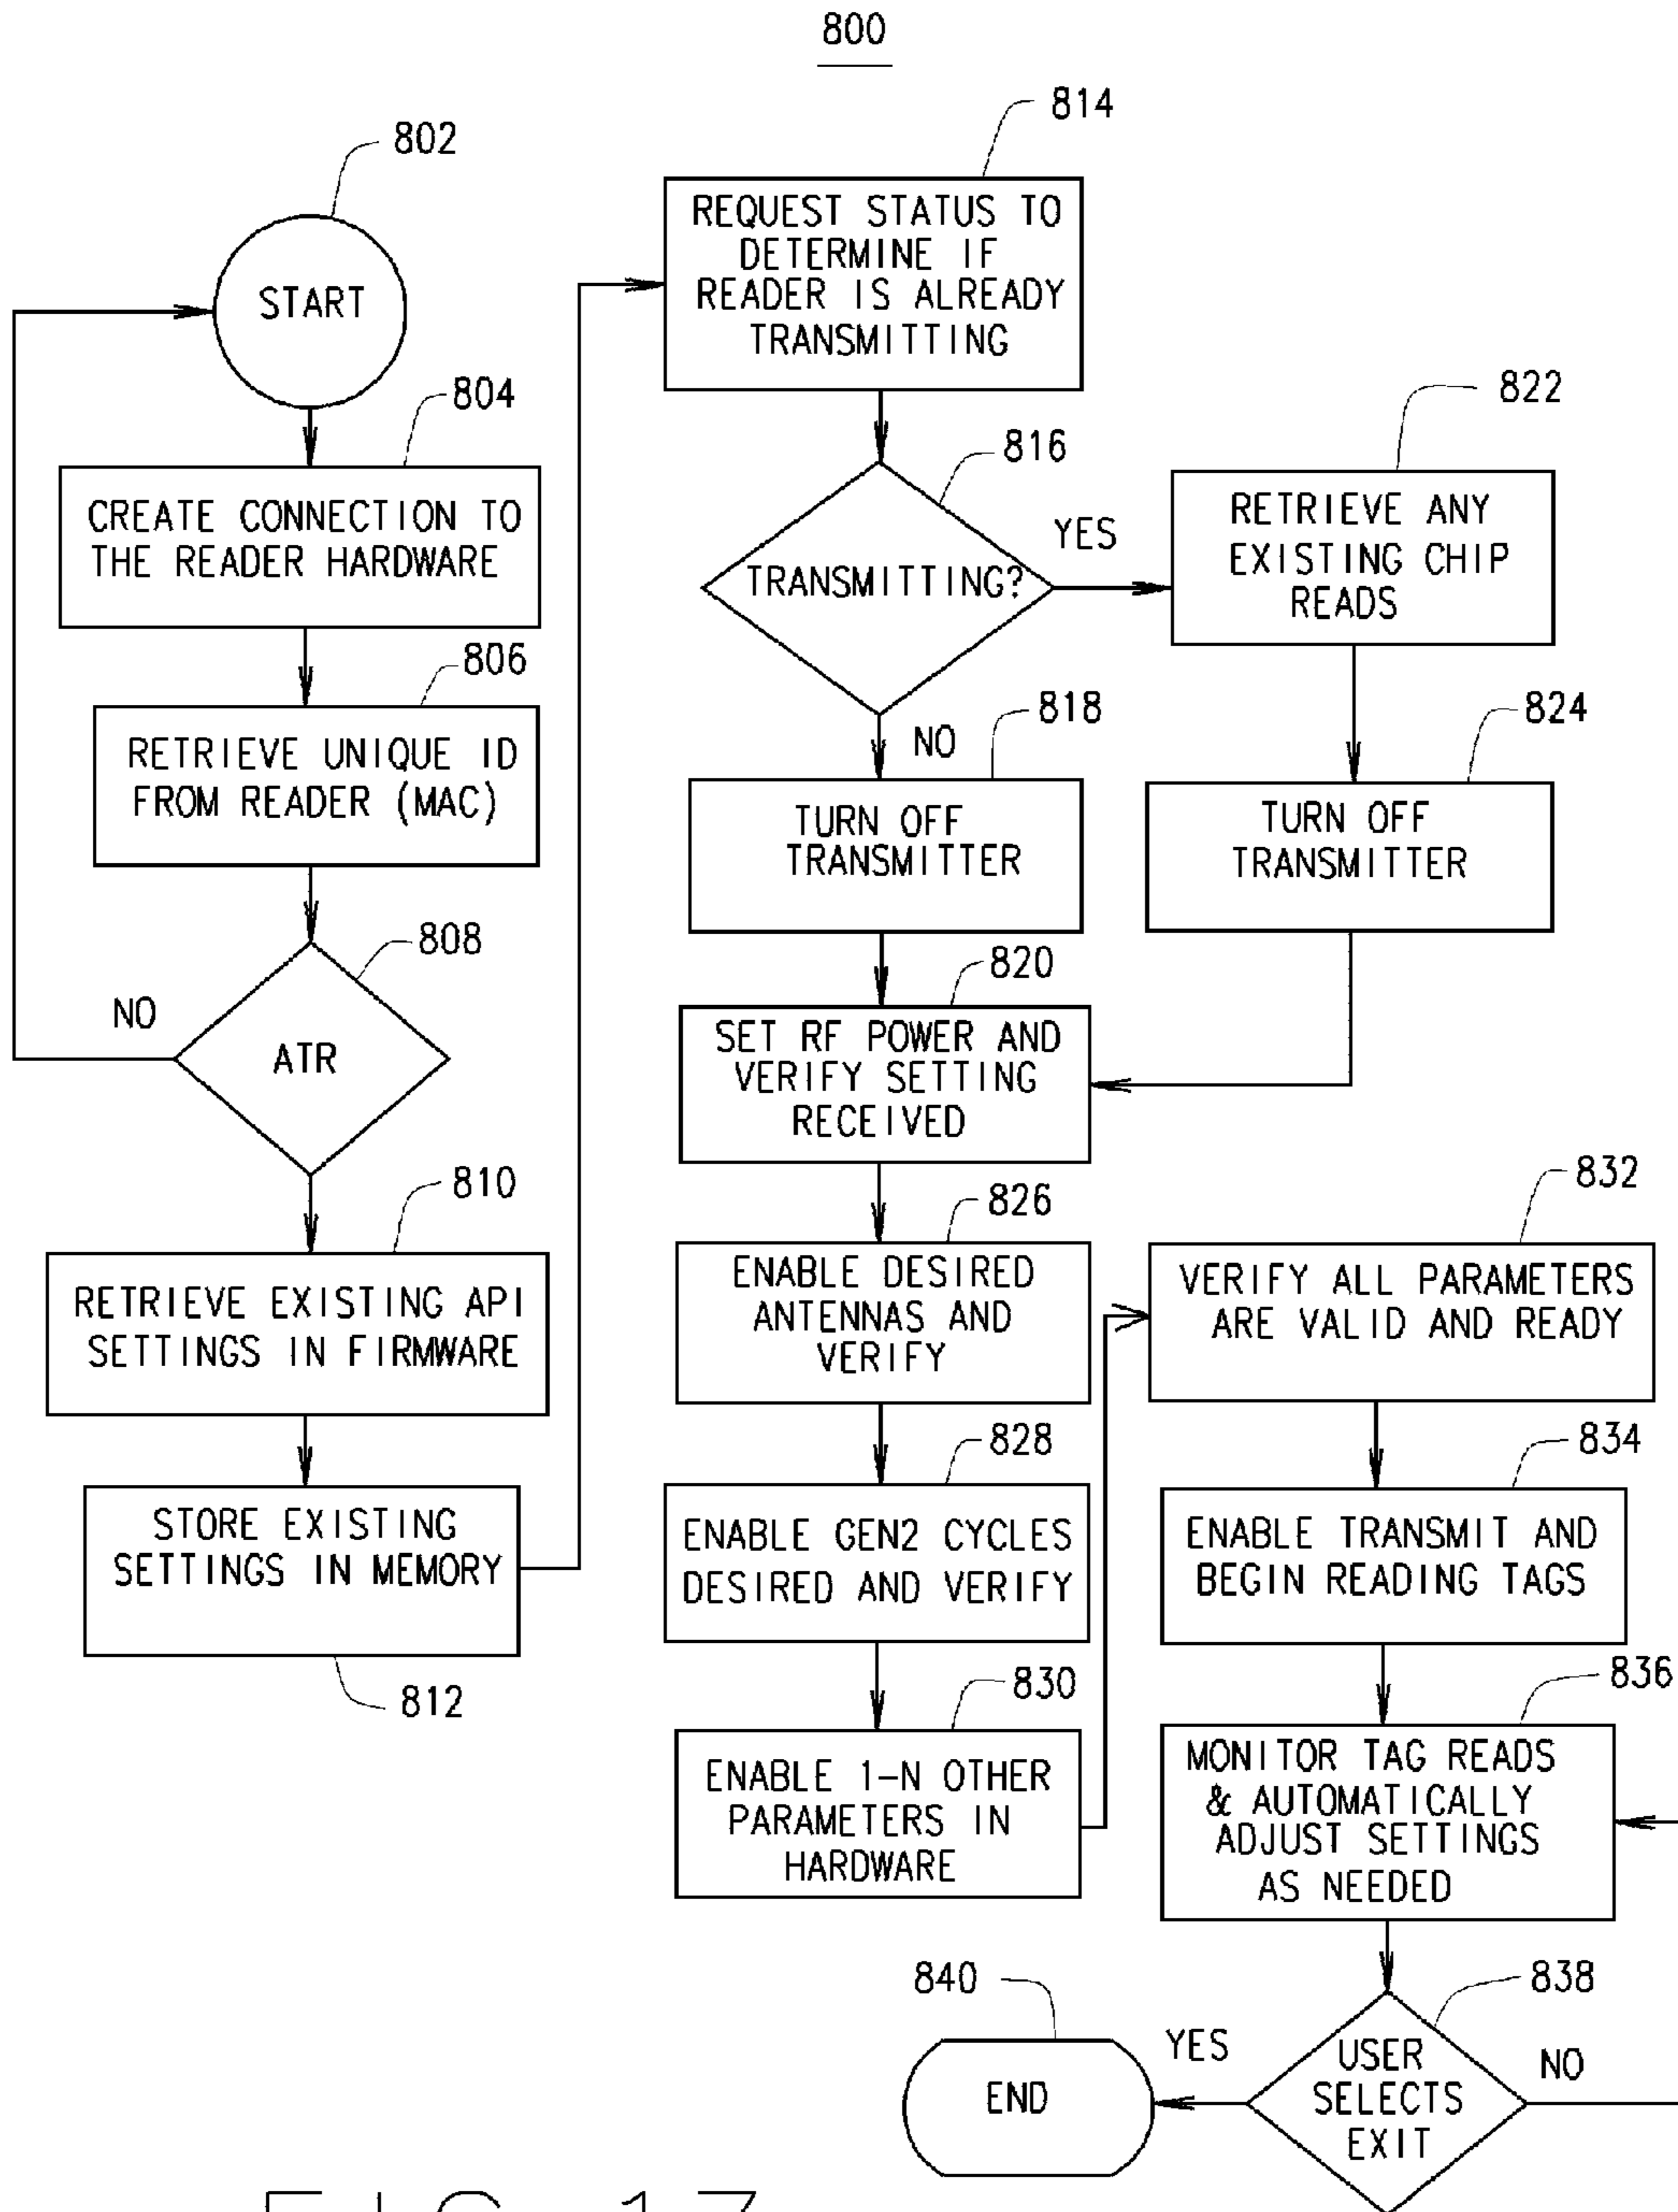 800
802
START
804
CREATE CONNECTION TO
THE READER HARDWARE
806
RETRIEVE UNIQUE ID
FROM READER (MAC)
808
NO
ATR
810
RETRIEVE EXISTING API
SETTINGS IN FIRMWARE
STORE EXISTING
SETTINGS IN MEMORY
812
814
REQUEST STATUS TO
DETERMINE IF
READER IS ALREADY
TRANSMITTING
816
TRANSMITTING?
YES
NO
822
RETRIEVE ANY
EXISTING CHIP
READS
818
TURN OFF
TRANSMITTER
824
TURN OFF
TRANSMITTER
820
SET RF POWER AND
VERIFY SETTING
RECEIVED
826
ENABLE DESIRED
ANTENNAS AND
VERIFY
828
ENABLE GEN2 CYCLES
DESIRED AND VERIFY
830
ENABLE 1-N OTHER
PARAMETERS IN
HARDWARE
832
VERIFY ALL PARAMETERS
ARE VALID AND READY
834
ENABLE TRANSMIT AND
BEGIN READING TAGS
836
MONITOR TAG READS
& AUTOMATICALLY
ADJUST SETTINGS
AS NEEDED
838
USER
SELECTS
EXIT
NO
YES
840
END
FIG. 17